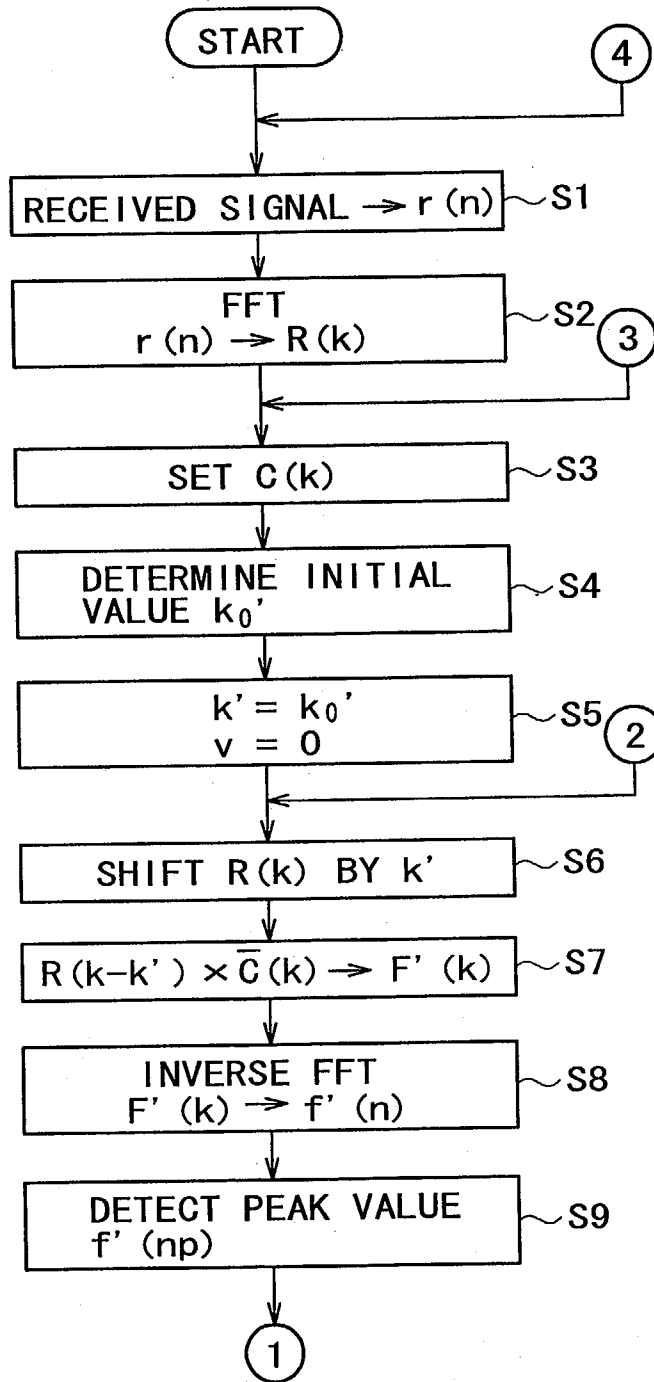 START
4
RECEIVED SIGNAL → r(n)
S1
FFT
r(n) → R(k)
S2
3
SET C(k)
S3
DETERMINE INITIAL
VALUE k₀'
S4
k' = k₀'
v = 0
S5
2
SHIFT R(k) BY k'
S6
R(k-k') × C̅(k) → F'(k)
S7
INVERSE FFT
F'(k) → f'(n)
S8
DETECT PEAK VALUE
f'(np)
S9
1